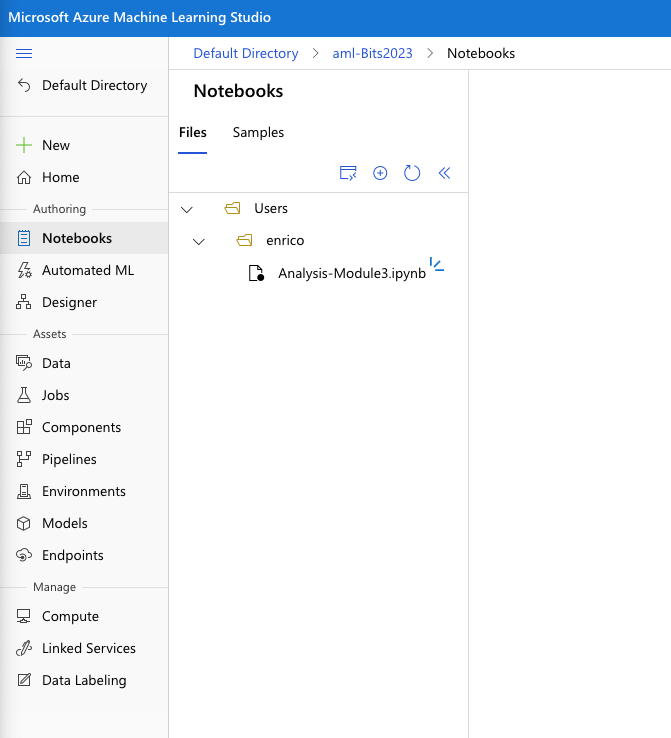 Microsoft Azure Machine Learning Studio
Default Directory
aml-Bits2023
Notebooks
Default Directory
New
Home
Authoring
Notebooks
Automated ML
Designer
Assets
Data
Jobs
Components
Pipelines
Environments
Models
Endpoints
Manage
Compute
Linked Services
Data Labeling
Notebooks
Files
Samples
Users
enrico
Analysis-Module3.ipynb